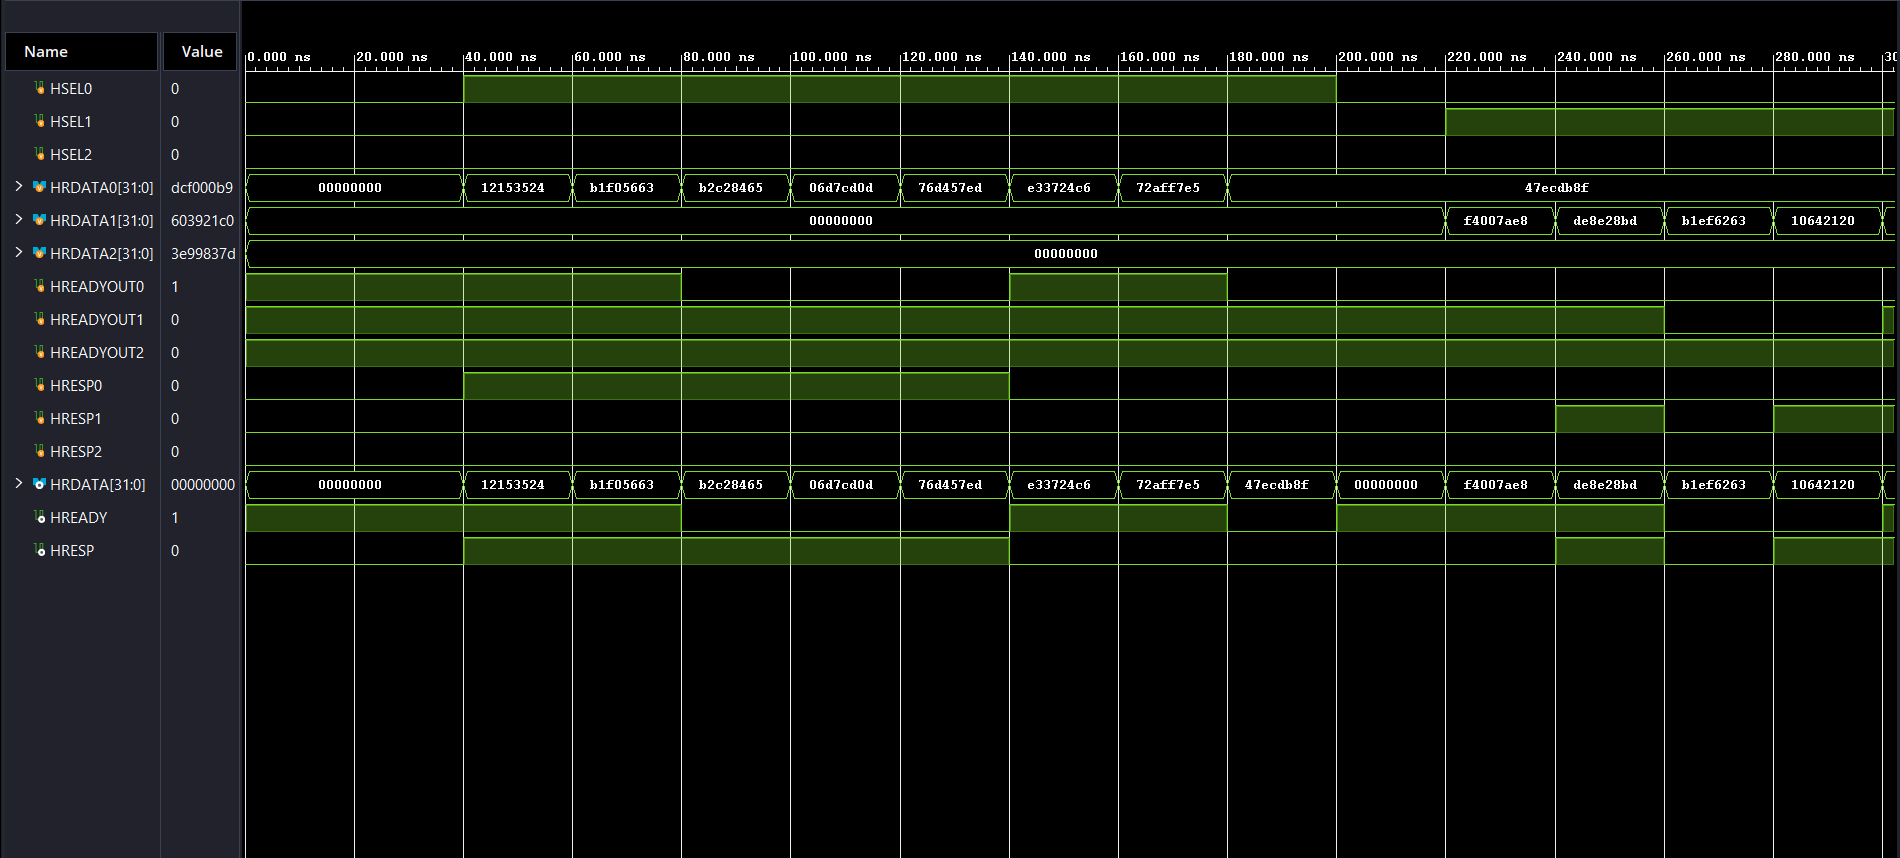 Name Value
0.000 ns 20.000 ns 40.000 ns 60.000 ns 80.000 ns 100.000 ns 120.000 ns 140.000 ns 160.000 ns 180.000 ns 200.000 ns 220.000 ns 240.000 ns 260.000 ns 280.000 ns
HSEL0 0
HSEL1 0
HSEL2 0
HRDATA0[31:0] dcf000b9 00000000 12153524 b1f05663 b2c28465 06d7cd0d 76d457ed e33724c6 72aff7e5 47ecdb8f
HRDATA1[31:0] 603921c0 00000000 f4007ae8 de8e28bd b1ef6263 10642120
HRDATA2[31:0] 3e99837d 00000000
HREADYOUT0 1
HREADYOUT1 0
HREADYOUT2 0
HRESP0 0
HRESP1 0
HRESP2 0
HRDATA[31:0] 00000000 00000000 12153524 b1f05663 b2c28465 06d7cd0d 76d457ed e33724c6 72aff7e5 47ecdb8f 00000000 f4007ae8 de8e28bd b1ef6263 10642120
HREADY 1
HRESP 0